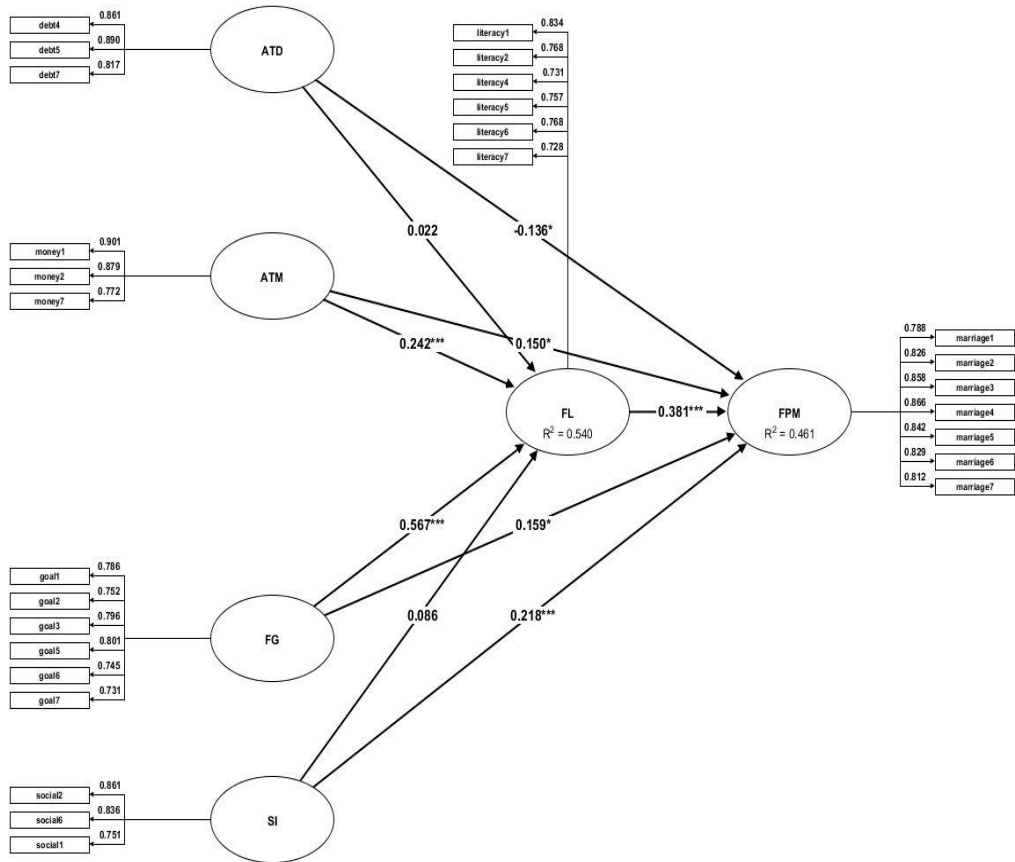 0.861
debt4
0.890
debt5
0.817
debt7
ATD
0.834
literacy1
0.768
literacy2
0.731
literacy4
0.757
literacy5
0.768
literacy6
0.728
literacy7
0.022
-0.136*
0.901
money1
0.879
money2
0.772
money7
ATM
0.242***
0.150*
FL
R² = 0.540
0.381***
FPM
R² = 0.461
0.788
marriage1
0.826
marriage2
0.858
marriage3
0.866
marriage4
0.842
marriage5
0.829
marriage6
0.812
marriage7
0.567***
0.159*
0.786
goal1
0.752
goal2
0.796
goal3
0.801
goal5
0.745
goal6
0.731
goal7
FG
0.086
0.218***
0.861
social2
0.836
social6
0.751
social1
SI